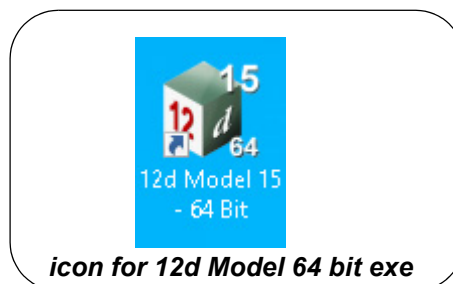 15
12
d
64
12d Model 15
- 64 Bit
icon for 12d Model 64 bit exe